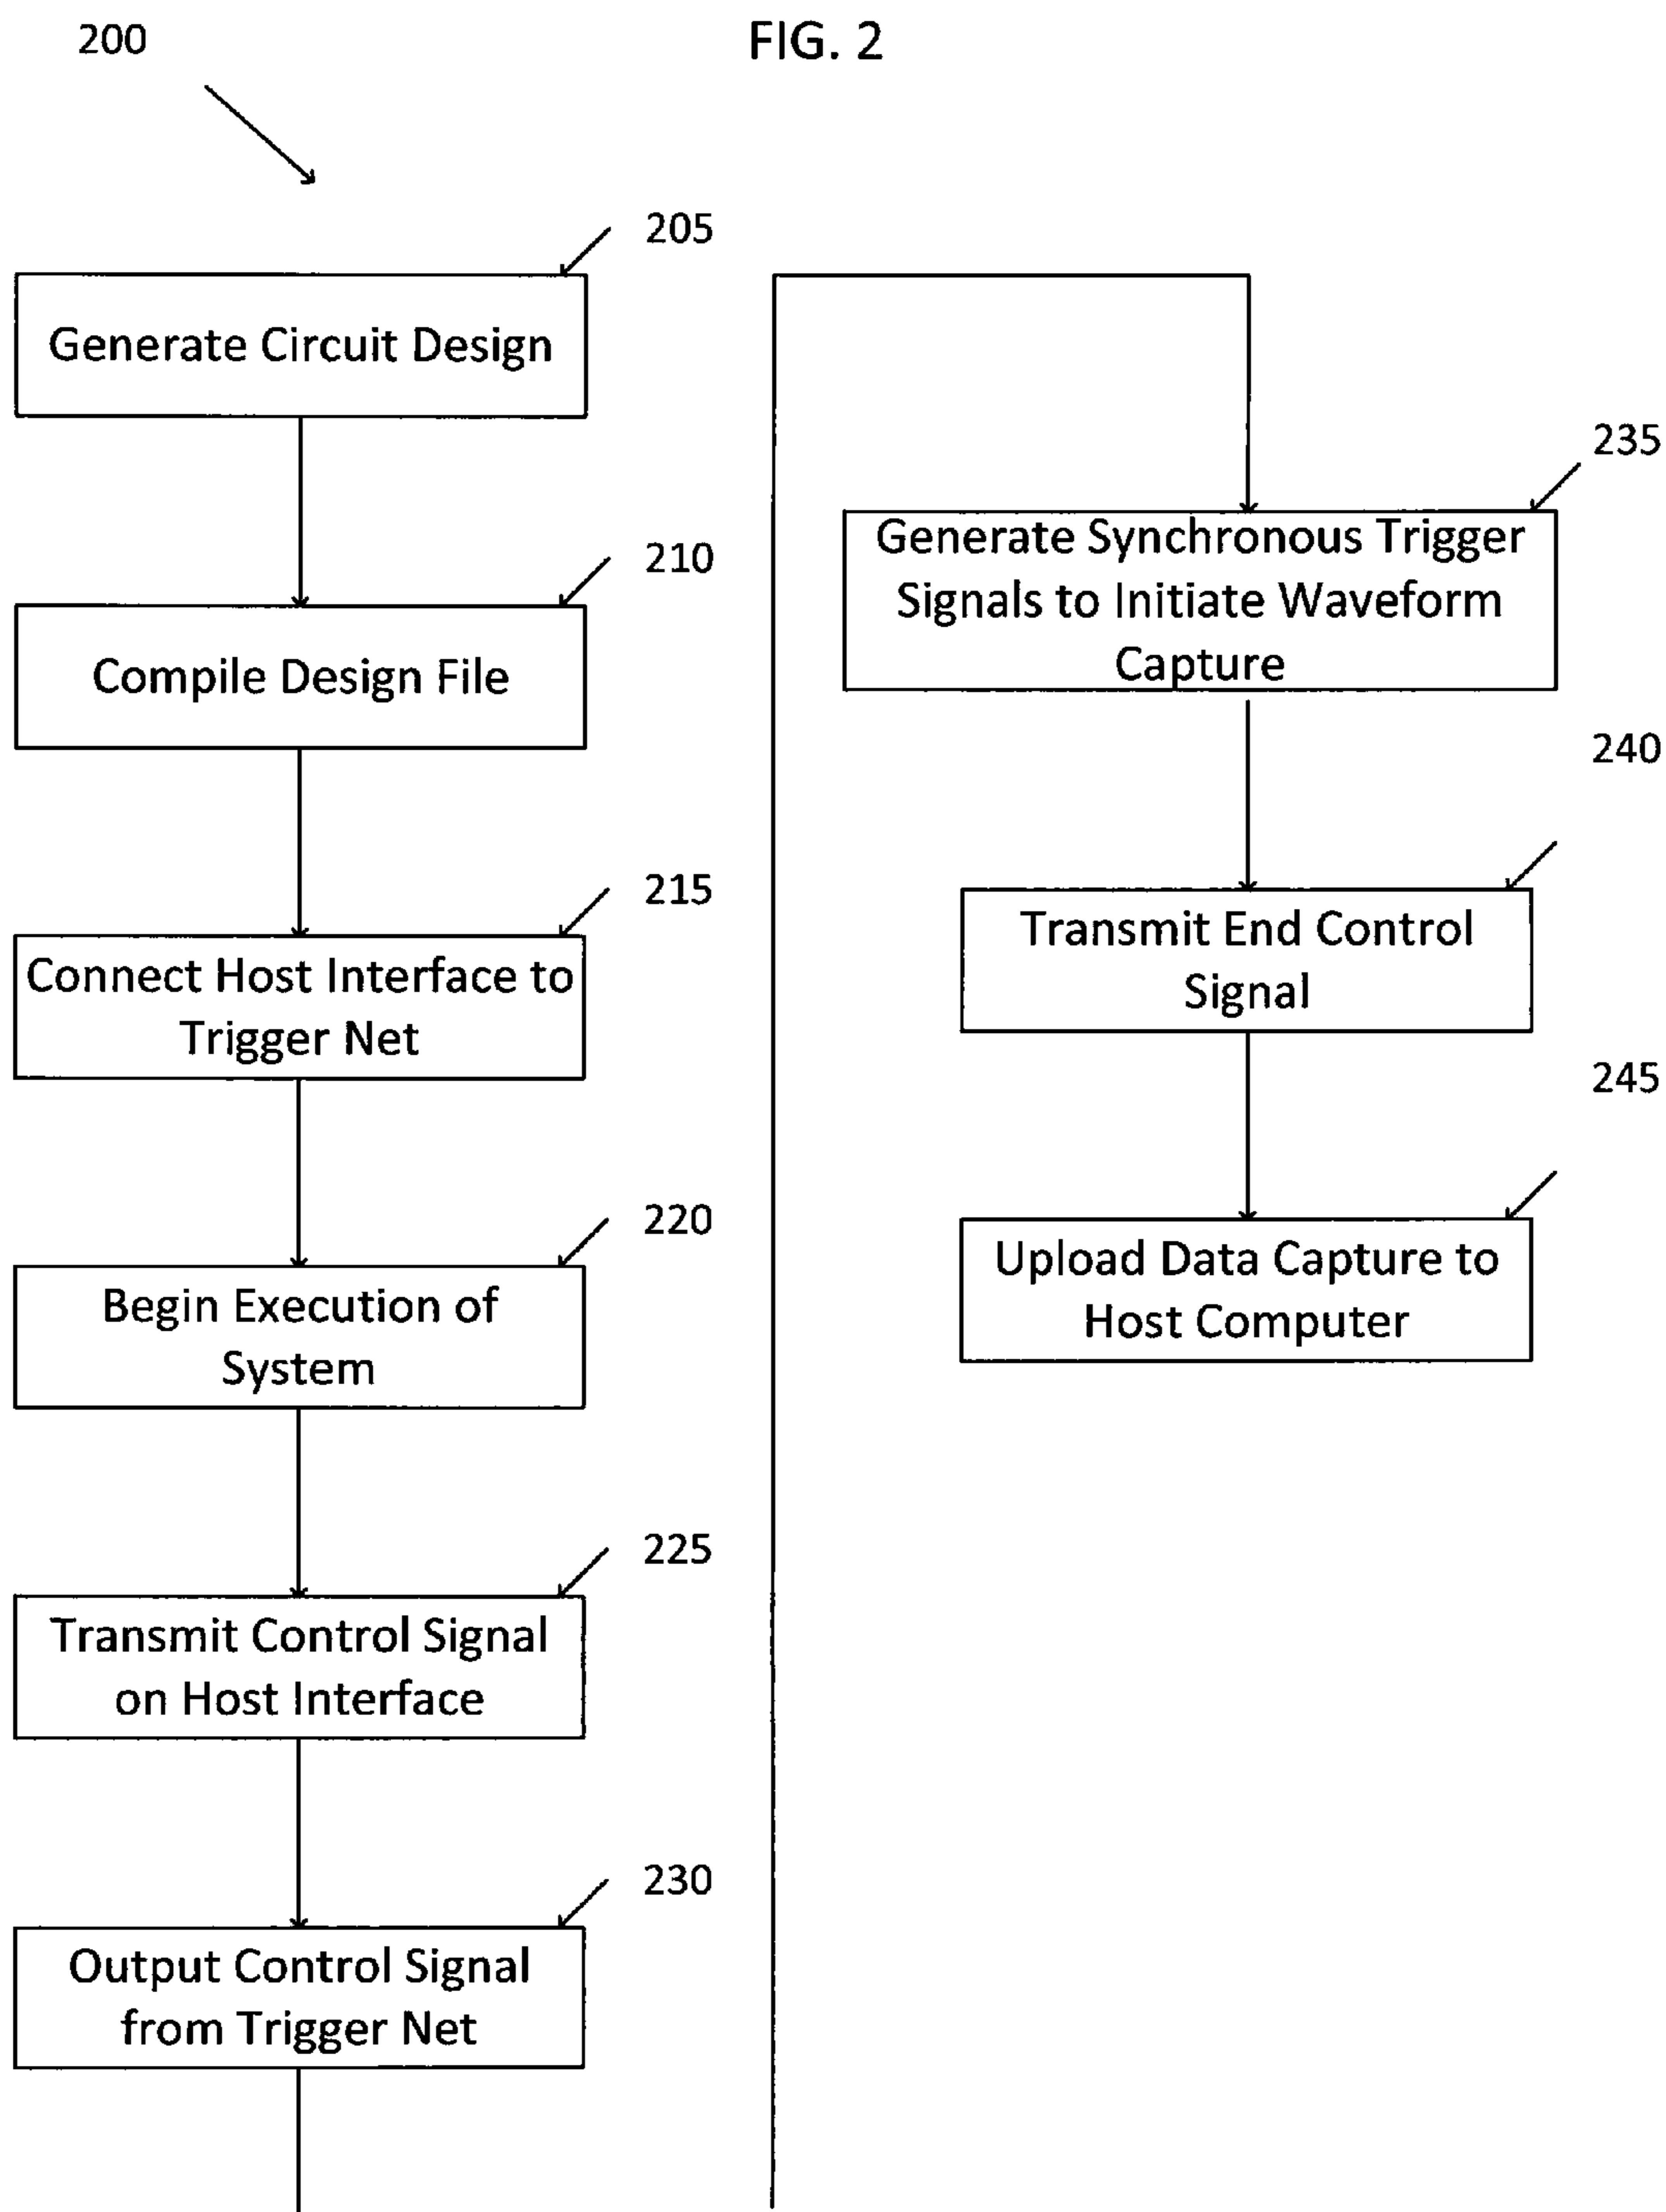 200
FIG. 2
205
Generate Circuit Design
210
Compile Design File
215
Connect Host Interface to
Trigger Net
220
Begin Execution of
System
225
Transmit Control Signal
on Host Interface
230
Output Control Signal
from Trigger Net
235
Generate Synchronous Trigger
Signals to Initiate Waveform
Capture
240
Transmit End Control
Signal
245
Upload Data Capture to
Host Computer